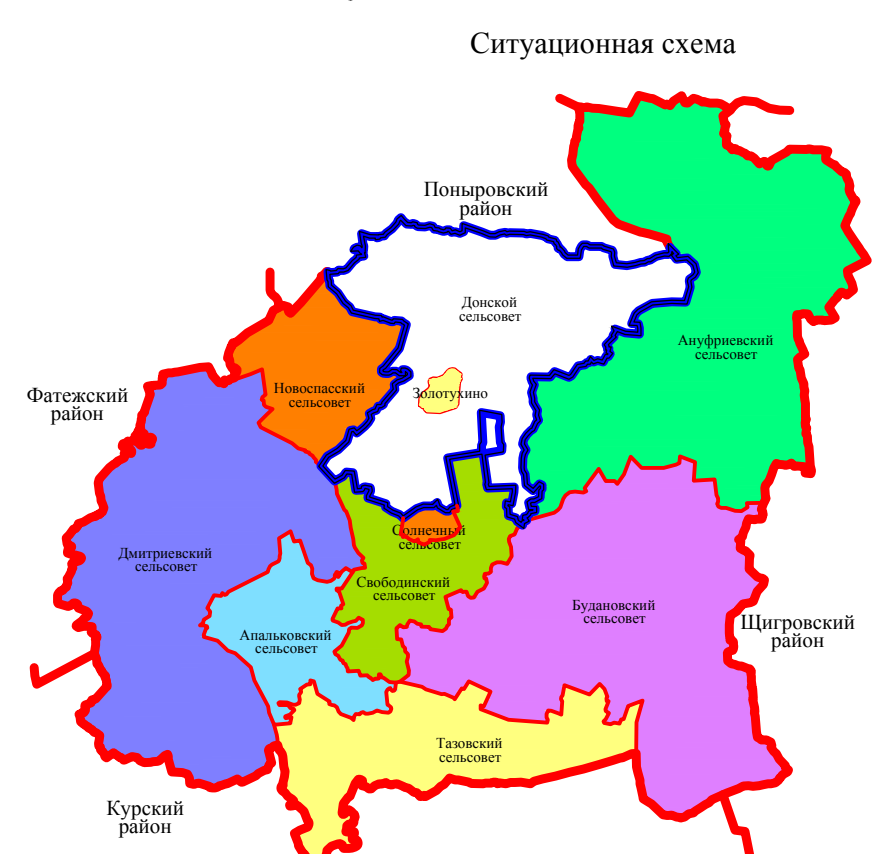 Ситуационная схема
Поныровский
район
Донской
сельсовет
Ануфриевский
сельсовет
Новоспасский
сельсовет
Золотухино
Фатежский
район
Солнечный
сельсовет
Дмитриевский
сельсовет
Свободинский
сельсовет
Будановский
сельсовет
Щигровский
район
Апальковский
сельсовет
Тазовский
сельсовет
Курский
район